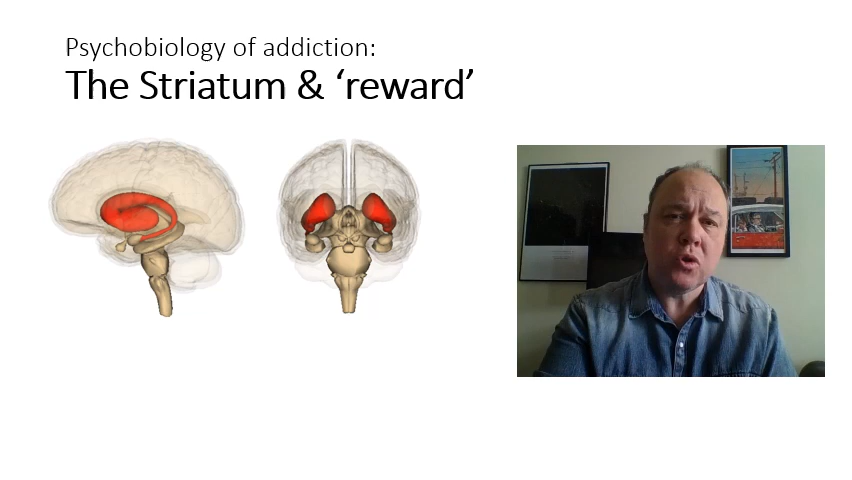 Psychobiology of addiction:
The Striatum & ‘reward’